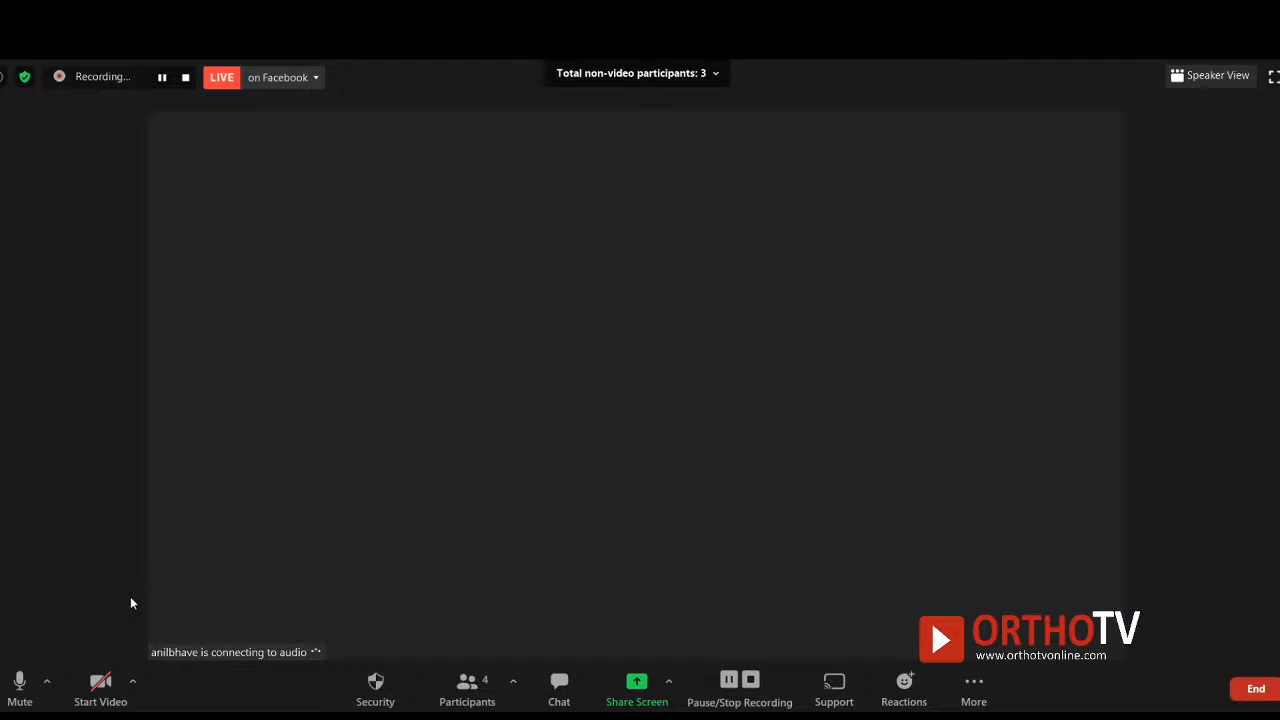 Recording...
LIVE on Facebook
Total non-video participants: 3
Speaker View
anilbhave is connecting to audio
ORTHOTV
www.orthotvonline.com
Mute
Start Video
Security
4
Participants
Chat
Share Screen
Pause/Stop Recording
Support
Reactions
More
End